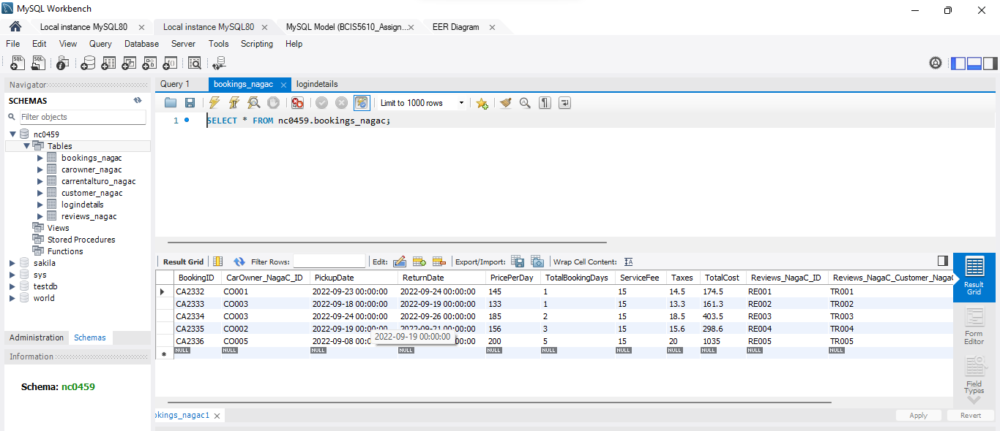 MySQL Workbench
Local instance MySQL80 Local instance MySQL80 MySQL Model (BCIS5610_Assign... EER Diagram
File Edit View Query Database Server Tools Scripting Help
Navigator
SCHEMAS
Filter objects
nc0459
Tables
bookings_nagac
carowner_nagac
carrentalturo_nagac
customer_nagac
logindetails
reviews_nagac
Views
Stored Procedures
Functions
sakila
sys
testdb
world
Administration Schemas
Information
Schema: nc0459
Query 1 bookings_nagac logindetails
Limit to 1000 rows
1 SELECT * FROM nc0459.bookings_nagac;
Result Grid Filter Rows: Edit: Export/Import: Wrap Cell Content:
BookingID CarOwner_NagaC_ID PickupDate ReturnDate PricePerDay TotalBookingDays ServiceFee Taxes TotalCost Reviews_NagaC_ID Reviews_NagaC_Customer_NagaC
CA2332 CO001 2022-09-23 00:00:00 2022-09-24 00:00:00 145 1 15 14.5 174.5 RE001 TR001
CA2333 CO003 2022-09-18 00:00:00 2022-09-19 00:00:00 133 1 15 13.3 161.3 RE002 TR002
CA2334 CO003 2022-09-24 00:00:00 2022-09-26 00:00:00 185 2 15 18.5 403.5 RE003 TR003
CA2335 CO002 2022-09-19 00:00:00 2022-09-21 00:00:00 156 3 15 15.6 298.6 RE004 TR004
CA2336 CO005 2022-09-08 00:0 00:00:00 200 5 15 20 1035 RE005 TR005
2022-09-19 00:00:00
NULL NULL NULL NULL NULL NULL NULL NULL NULL NULL NULL
Result
Grid
Form
Editor
Field
Types
okings_nagac1
Apply Revert